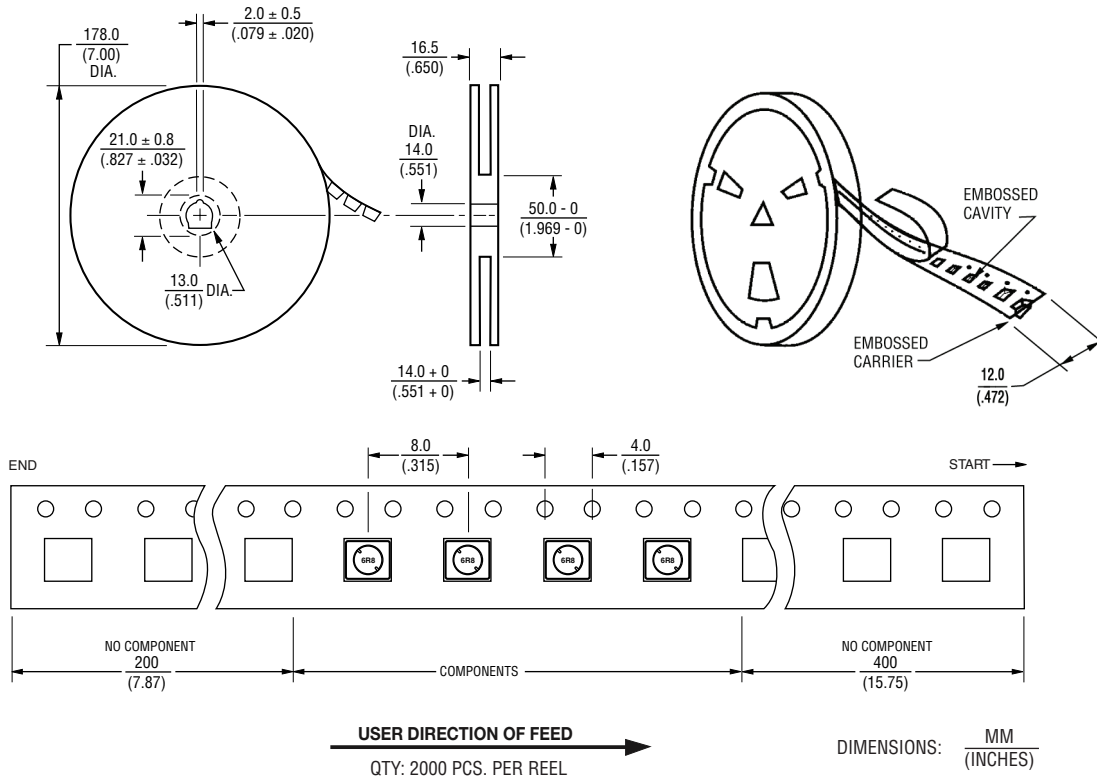 2.0 ± 0.5
(.079 ± .020)
178.0
(7.00)
DIA.
16.5
(.650)
21.0 ± 0.8
(.827 ± .032)
DIA.
14.0
(.551)
50.0 - 0
(1.969 - 0)
13.0
(.511)
DIA.
14.0 + 0
(.551 + 0)
EMBOSSED
CAVITY
EMBOSSED
CARRIER
12.0
(.472)
8.0
(.315)
4.0
(.157)
END
START
6R8
6R8
6R8
6R8
NO COMPONENT
200
(7.87)
COMPONENTS
NO COMPONENT
400
(15.75)
USER DIRECTION OF FEED
QTY: 2000 PCS. PER REEL
DIMENSIONS:
MM
(INCHES)